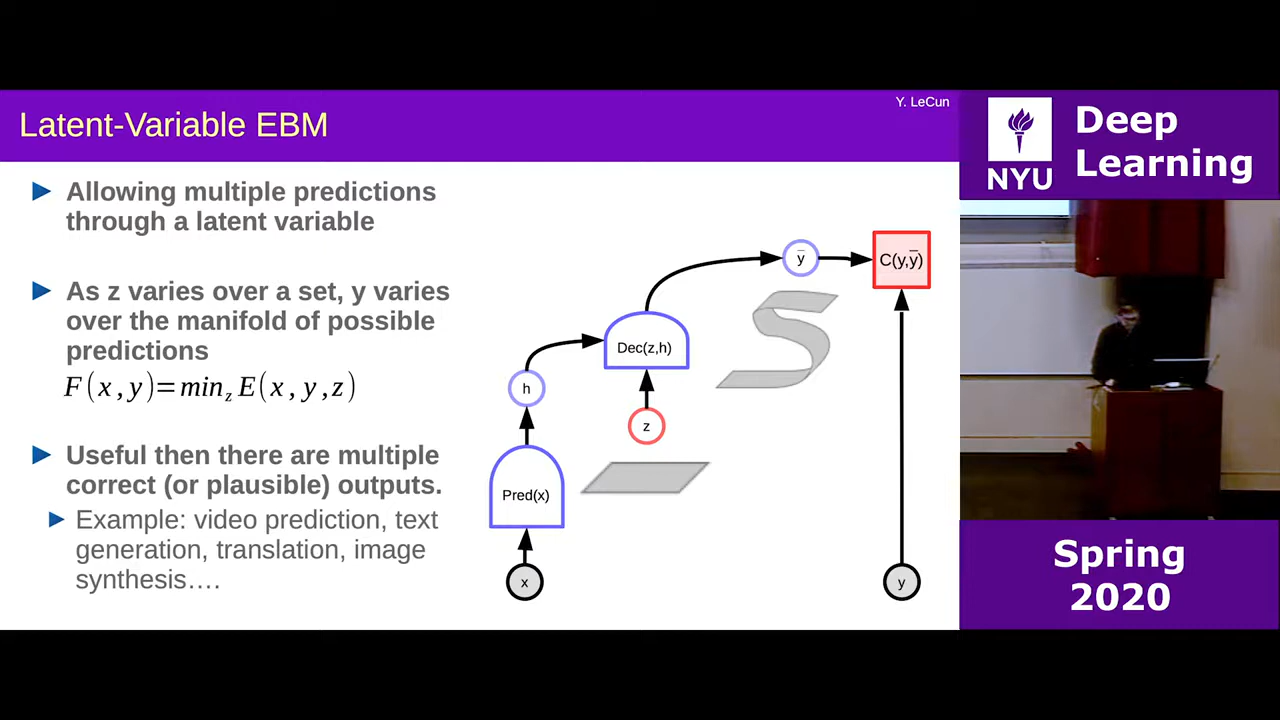 Y. LeCun
Latent-Variable EBM
Allowing multiple predictions
through a latent variable
As z varies over a set, y varies
over the manifold of possible
predictions
F(x,y)=min_z E(x,y,z)
Useful then there are multiple
correct (or plausible) outputs.
Example: video prediction, text
generation, translation, image
synthesis….
ȳ
C(y,ȳ)
Dec(z,h)
h
z
Pred(x)
x
y
NYU
Deep
Learning
Spring
2020